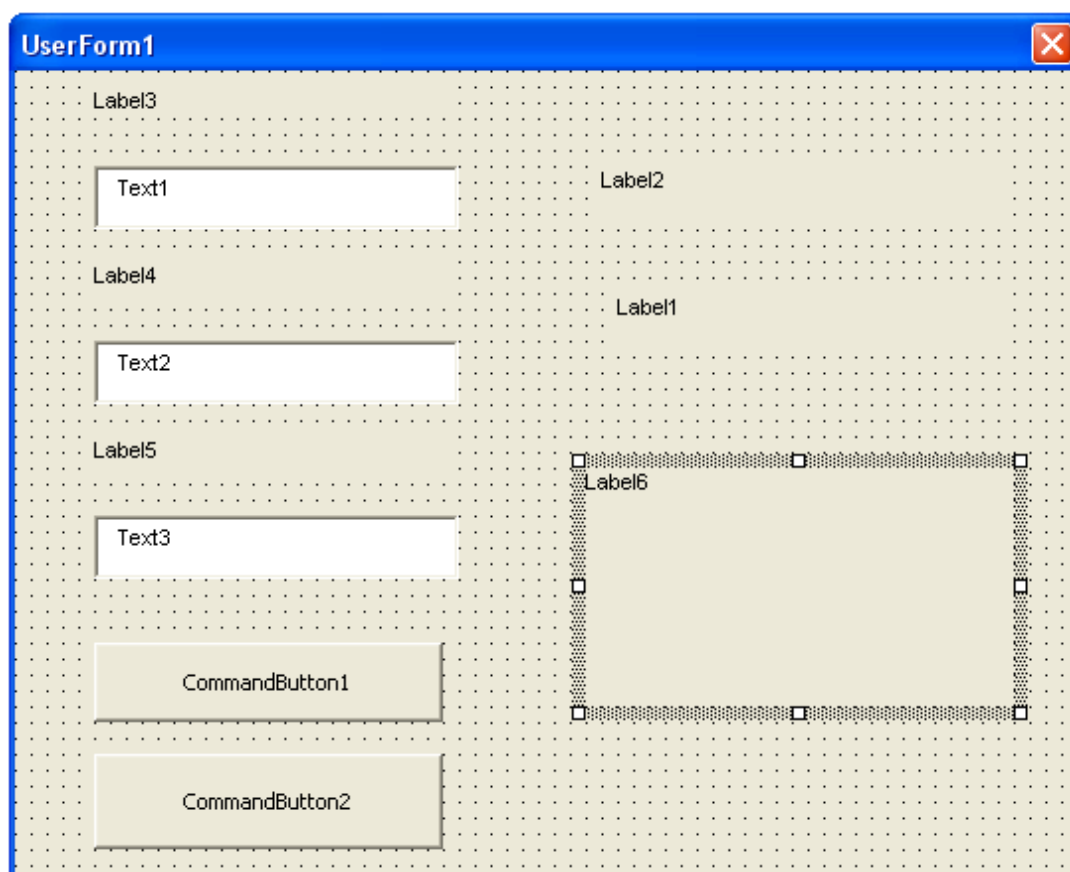 UserForm1
Label3
Text1
Label2
Label4
Label1
Text2
Label5
Label6
Text3
CommandButton1
CommandButton2